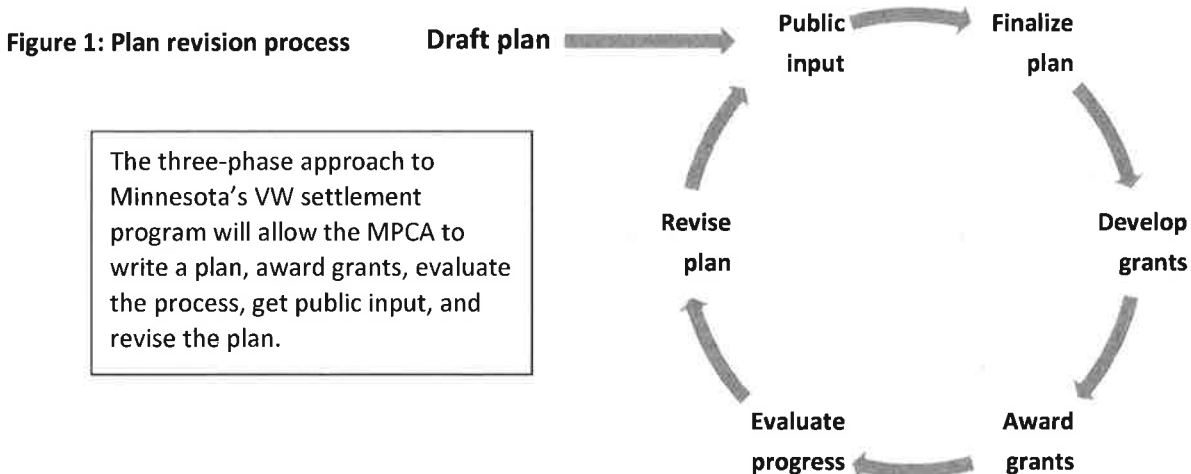 Figure 1: Plan revision process
Draft plan
Public
input
Finalize
plan
Develop
grants
Award
grants
Evaluate
progress
Revise
plan
The three-phase approach to
Minnesota's VW settlement
program will allow the MPCA to
write a plan, award grants, evaluate
the process, get public input, and
revise the plan.